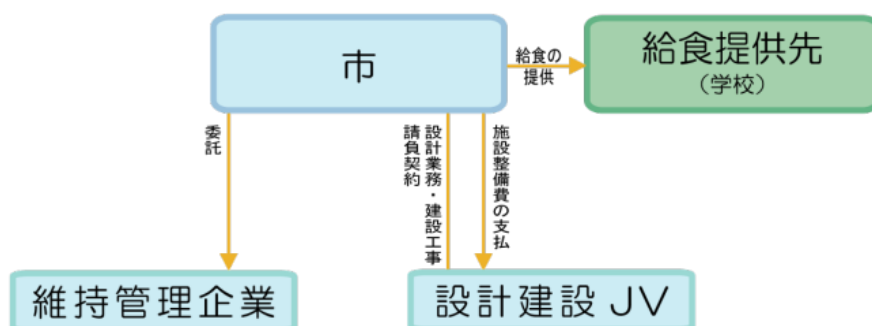 市
給食の
提供
給食提供先
（学校）
委託
設計業務・建設工事
請負契約
施設整備費の支払
維持管理企業
設計建設 JV